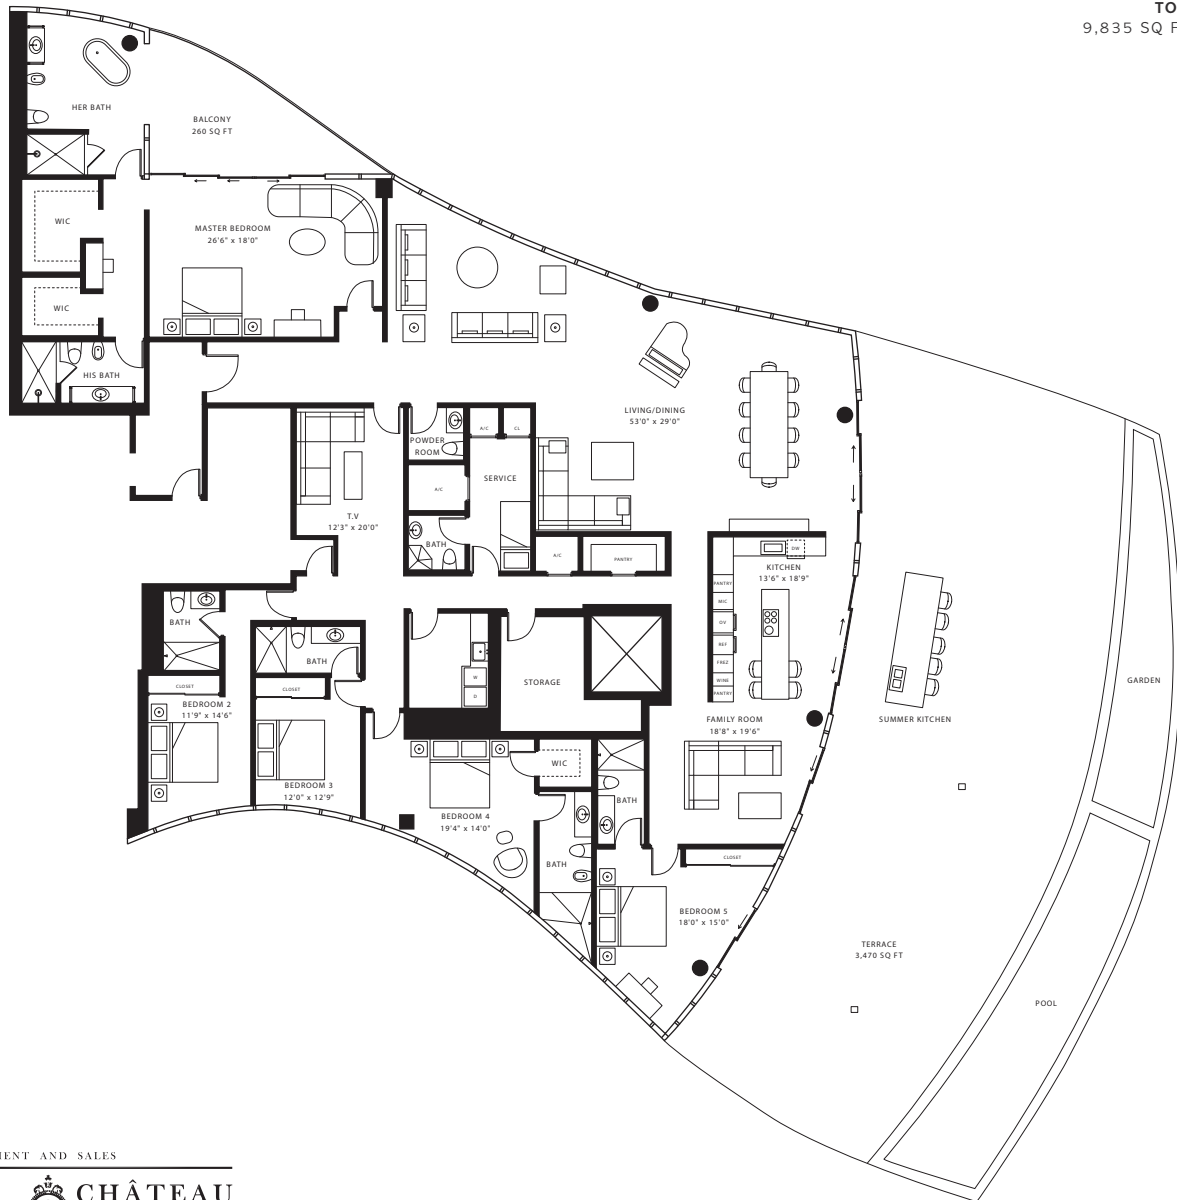 TO
9,835 SQ F
HER BATH
BALCONY
260 SQ FT
WIC
MASTER BEDROOM
26'6" x 18'0"
WIC
HIS BATH
LIVING/DINING
53'0" x 29'0"
POWDER
ROOM
A/C
CL
SERVICE
A/C
T.V
12'3" x 20'0"
BATH
A/C
PANTRY
DW
KITCHEN
13'6" x 18'9"
PANTRY
MIC
OV
REF
FREZ
WINE
PANTRY
BATH
BATH
CLOSET
CLOSET
BEDROOM 2
11'9" x 14'6"
W
D
STORAGE
GARDEN
SUMMER KITCHEN
FAMILY ROOM
18'8" x 19'6"
WIC
BEDROOM 3
12'0" x 12'9"
BEDROOM 4
19'4" x 14'0"
BATH
BATH
CLOSET
BEDROOM 5
18'0" x 15'0"
TERRACE
3,470 SQ FT
POOL
MENT AND SALES
CHÂTEAU